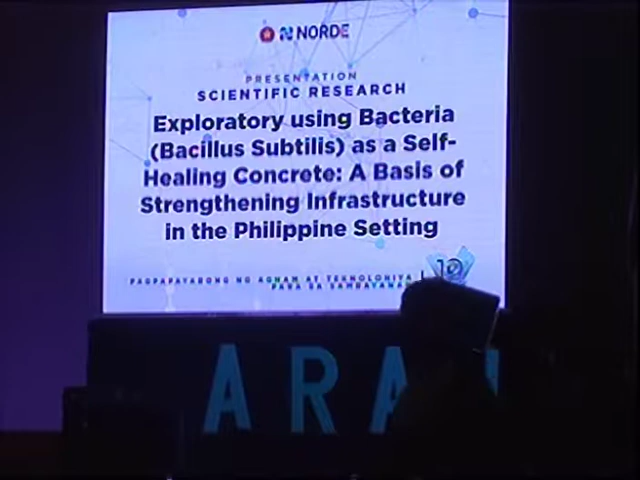 NORDE
PRESENTATION
SCIENTIFIC RESEARCH
Exploratory using Bacteria
(Bacillus Subtilis) as a Self-
Healing Concrete: A Basis of
Strengthening Infrastructure
in the Philippine Setting
PAGPAPAYABONG NG AGHAM AT TEKNOLOHIYA
PARA SA SAMBAYANAN
ARA